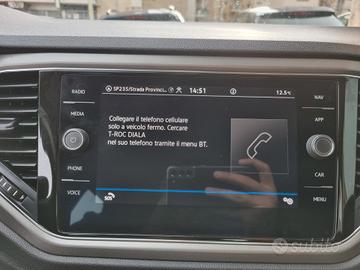 SP235/Strada Provinci...
14:51
12.5°C
RADIO
MEDIA
PHONE
VOICE
Collegare il telefono cellulare
solo a veicolo fermo. Cercare
T-ROC DIALA
nel suo telefono tramite il menu BT.
SOS
NAV
APP
CAR
MENU
subito